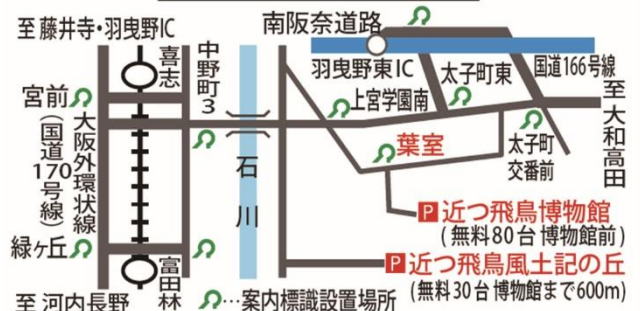 至藤井寺・羽曳野IC
喜志
中野町3
南阪奈道路
羽曳野東IC
太子町東
国道166号線
至大和高田
宮前
上宮学園南
大阪外環状線
(国道170号線)
石川
葉室
太子町
交番前
P近つ飛鳥博物館
(無料80台 博物館前)
緑ヶ丘
富田林
P近つ飛鳥風土記の丘
(無料30台 博物館まで600m)
至河内長野
…案内標識設置場所